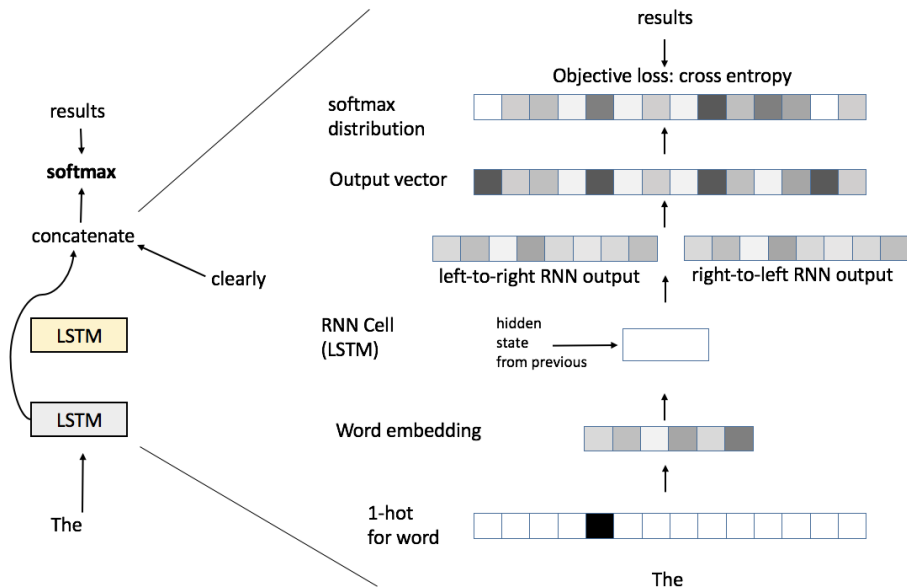 results
softmax
concatenate
clearly
LSTM
LSTM
The
results
Objective loss: cross entropy
softmax
distribution
Output vector
left-to-right RNN output
right-to-left RNN output
RNN Cell
(LSTM)
hidden
state
from previous
Word embedding
1-hot
for word
The